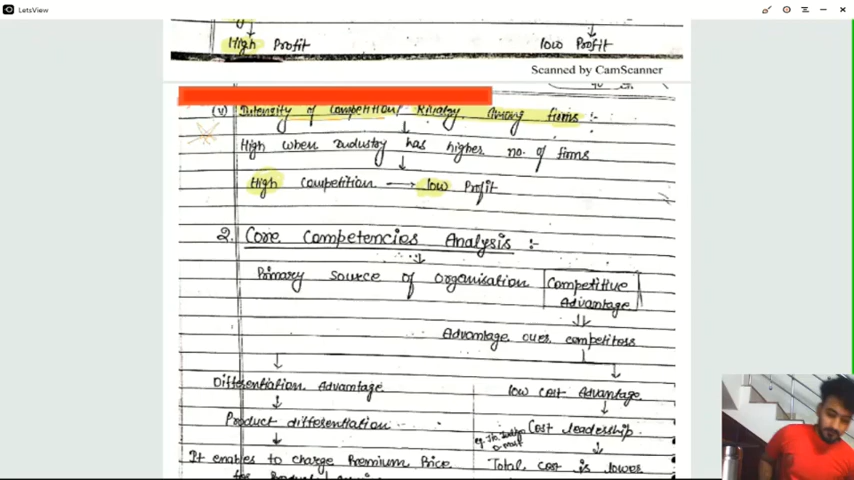 LetsView
High Profit low Profit
Scanned by CamScanner
(v) Intensity of Competition/ Rivalry Among firms :-
High when Industry has higher no. of firms
High Competition → low Profit
2. Core Competencies Analysis :-
Primary source of organisation Competitive
Advantage
Advantage over competitors
Differentiation Advantage low cost Advantage
Product differentiation Cost leadership
It enables to charge Premium Price Total cost is lower